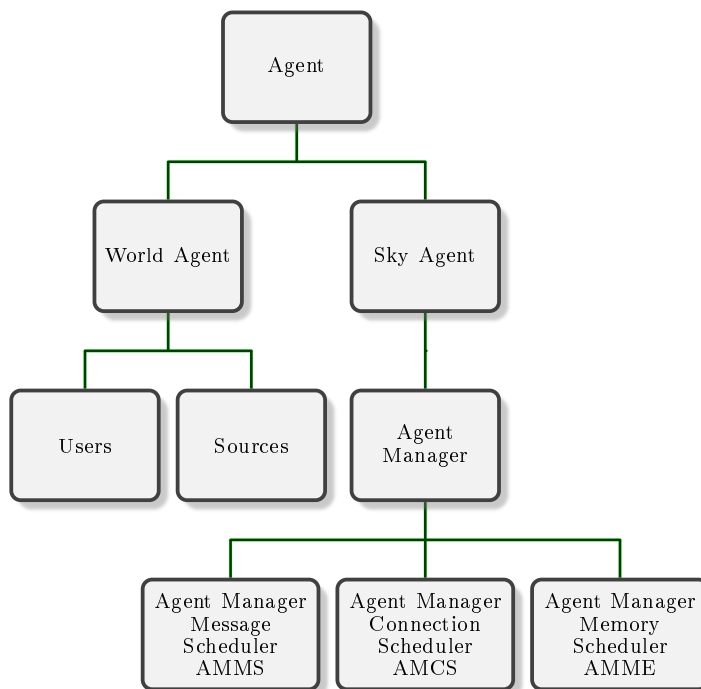 Agent
World Agent
Sky Agent
Users
Sources
Agent
Manager
Agent Manager
Message
Scheduler
AMMS
Agent Manager
Connection
Scheduler
AMCS
Agent Manager
Memory
Scheduler
AMME